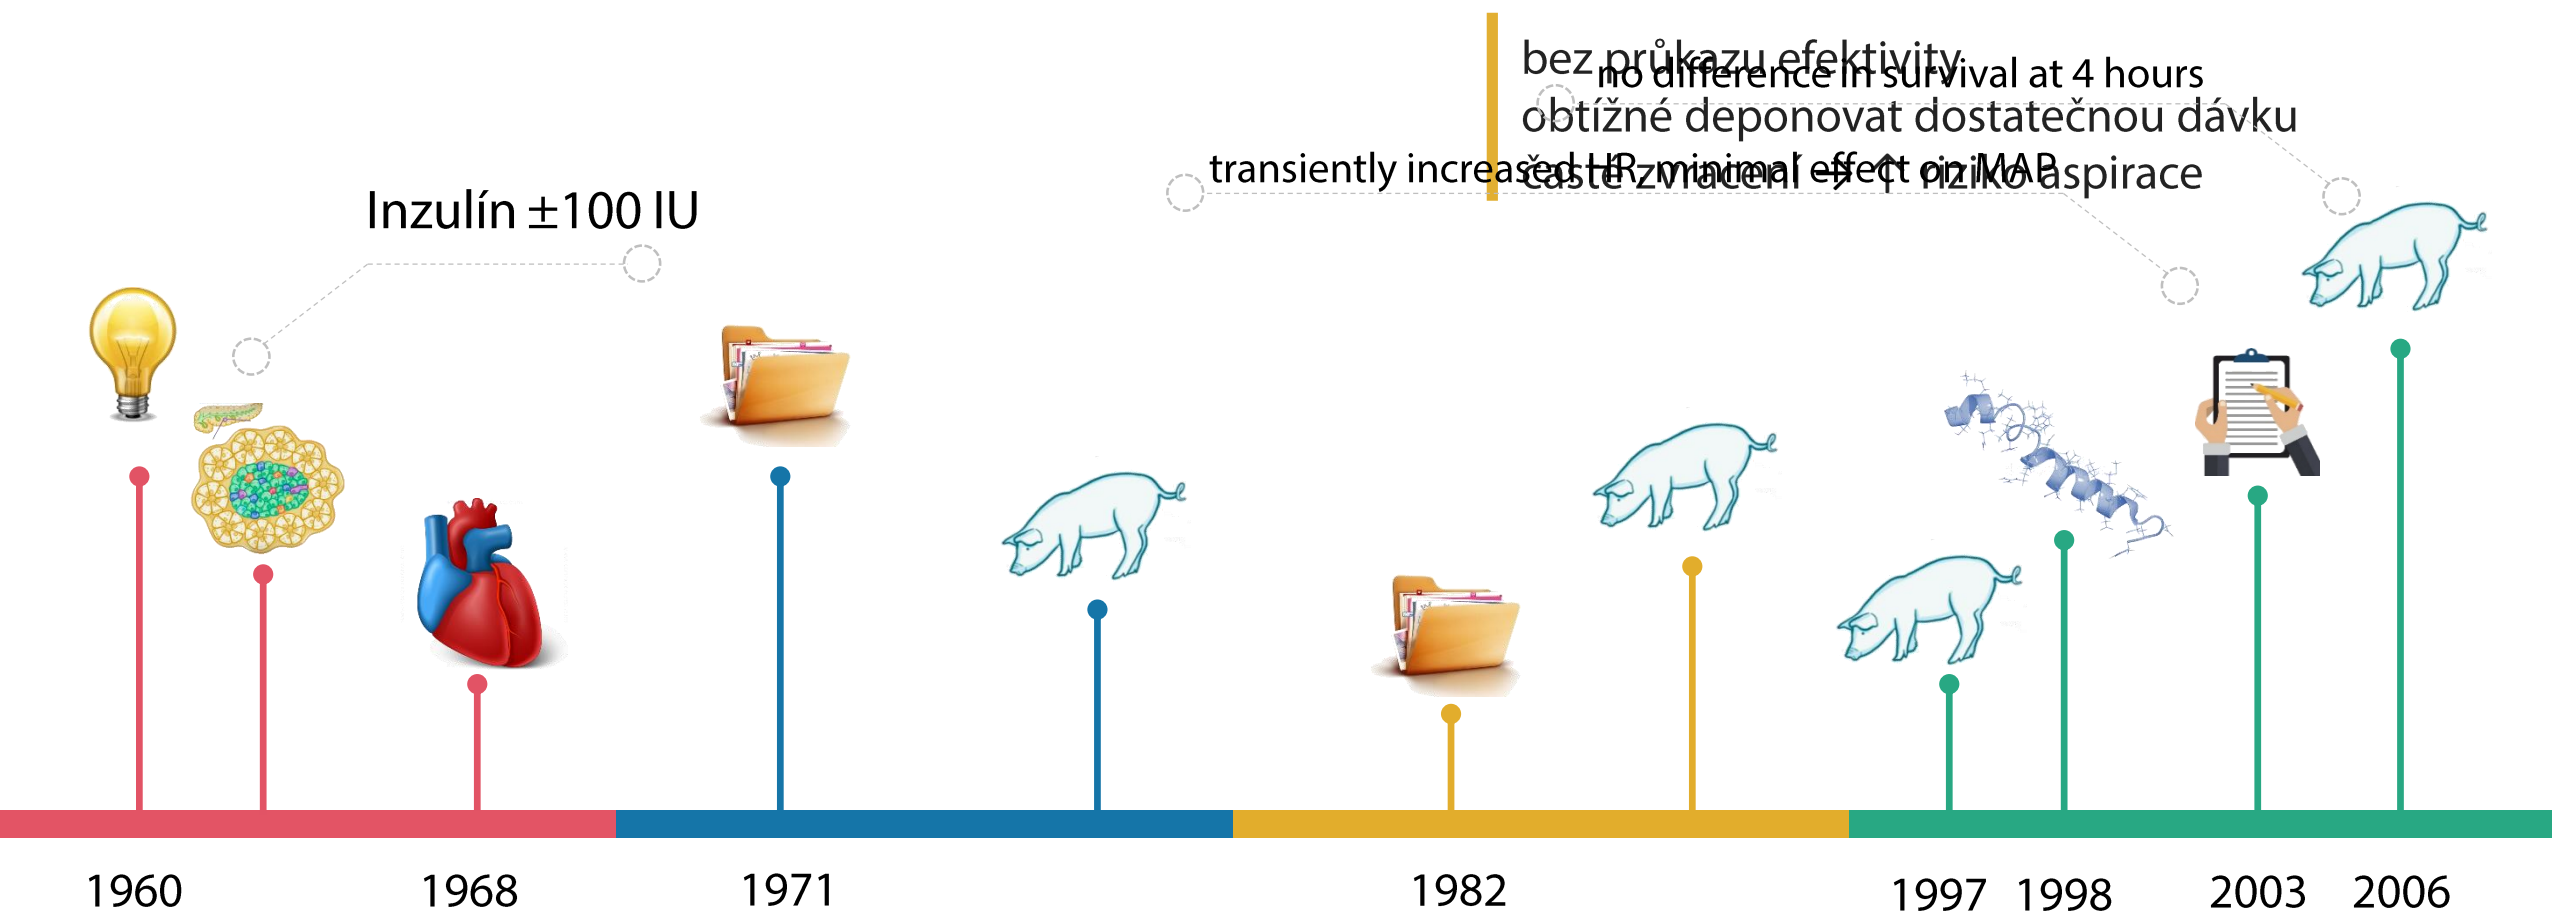 bez průkazu efektivity
no difference in survival at 4 hours
obtížné deponovat dostatečnou dávku
transiently increased HR, minimal effect on MAP
časté zvracení → ↑ riziko aspirace
Inzulín ±100 IU
1960
1968
1971
1982
1997
1998
2003
2006